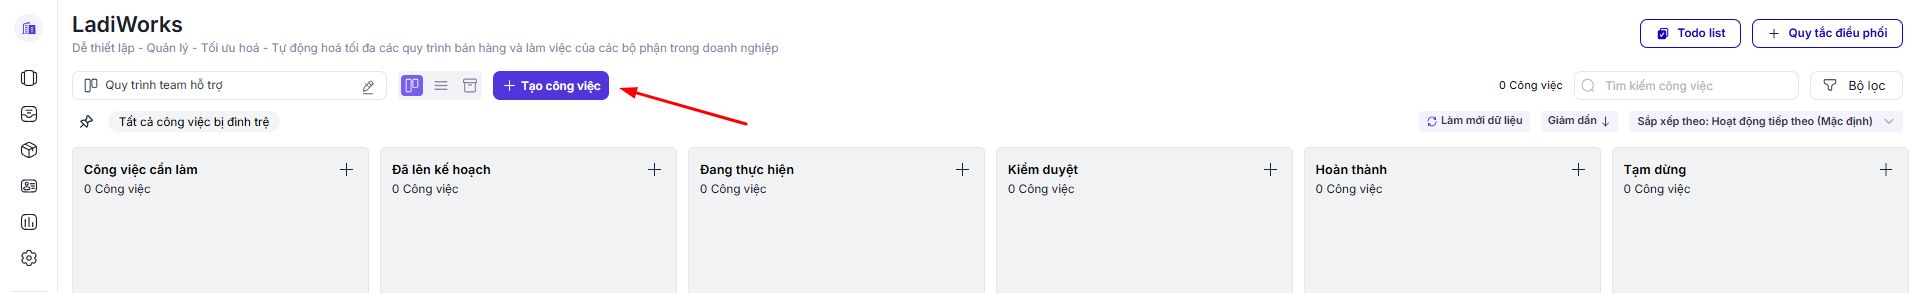 LadiWorks
Dễ thiết lập - Quản lý - Tối ưu hoá - Tự động hoá tối đa các quy trình bán hàng và làm việc của các bộ phận trong doanh nghiệp
Todo list
Quy tắc điều phối
Quy trình team hỗ trợ
Tạo công việc
0 Công việc
Tìm kiếm công việc
Bộ lọc
Tất cả công việc bị đình trệ
Làm mới dữ liệu
Giảm dần
Sắp xếp theo: Hoạt động tiếp theo (Mặc định)
Công việc cần làm
0 Công việc
Đã lên kế hoạch
0 Công việc
Đang thực hiện
0 Công việc
Kiểm duyệt
0 Công việc
Hoàn thành
0 Công việc
Tạm dừng
0 Công việc